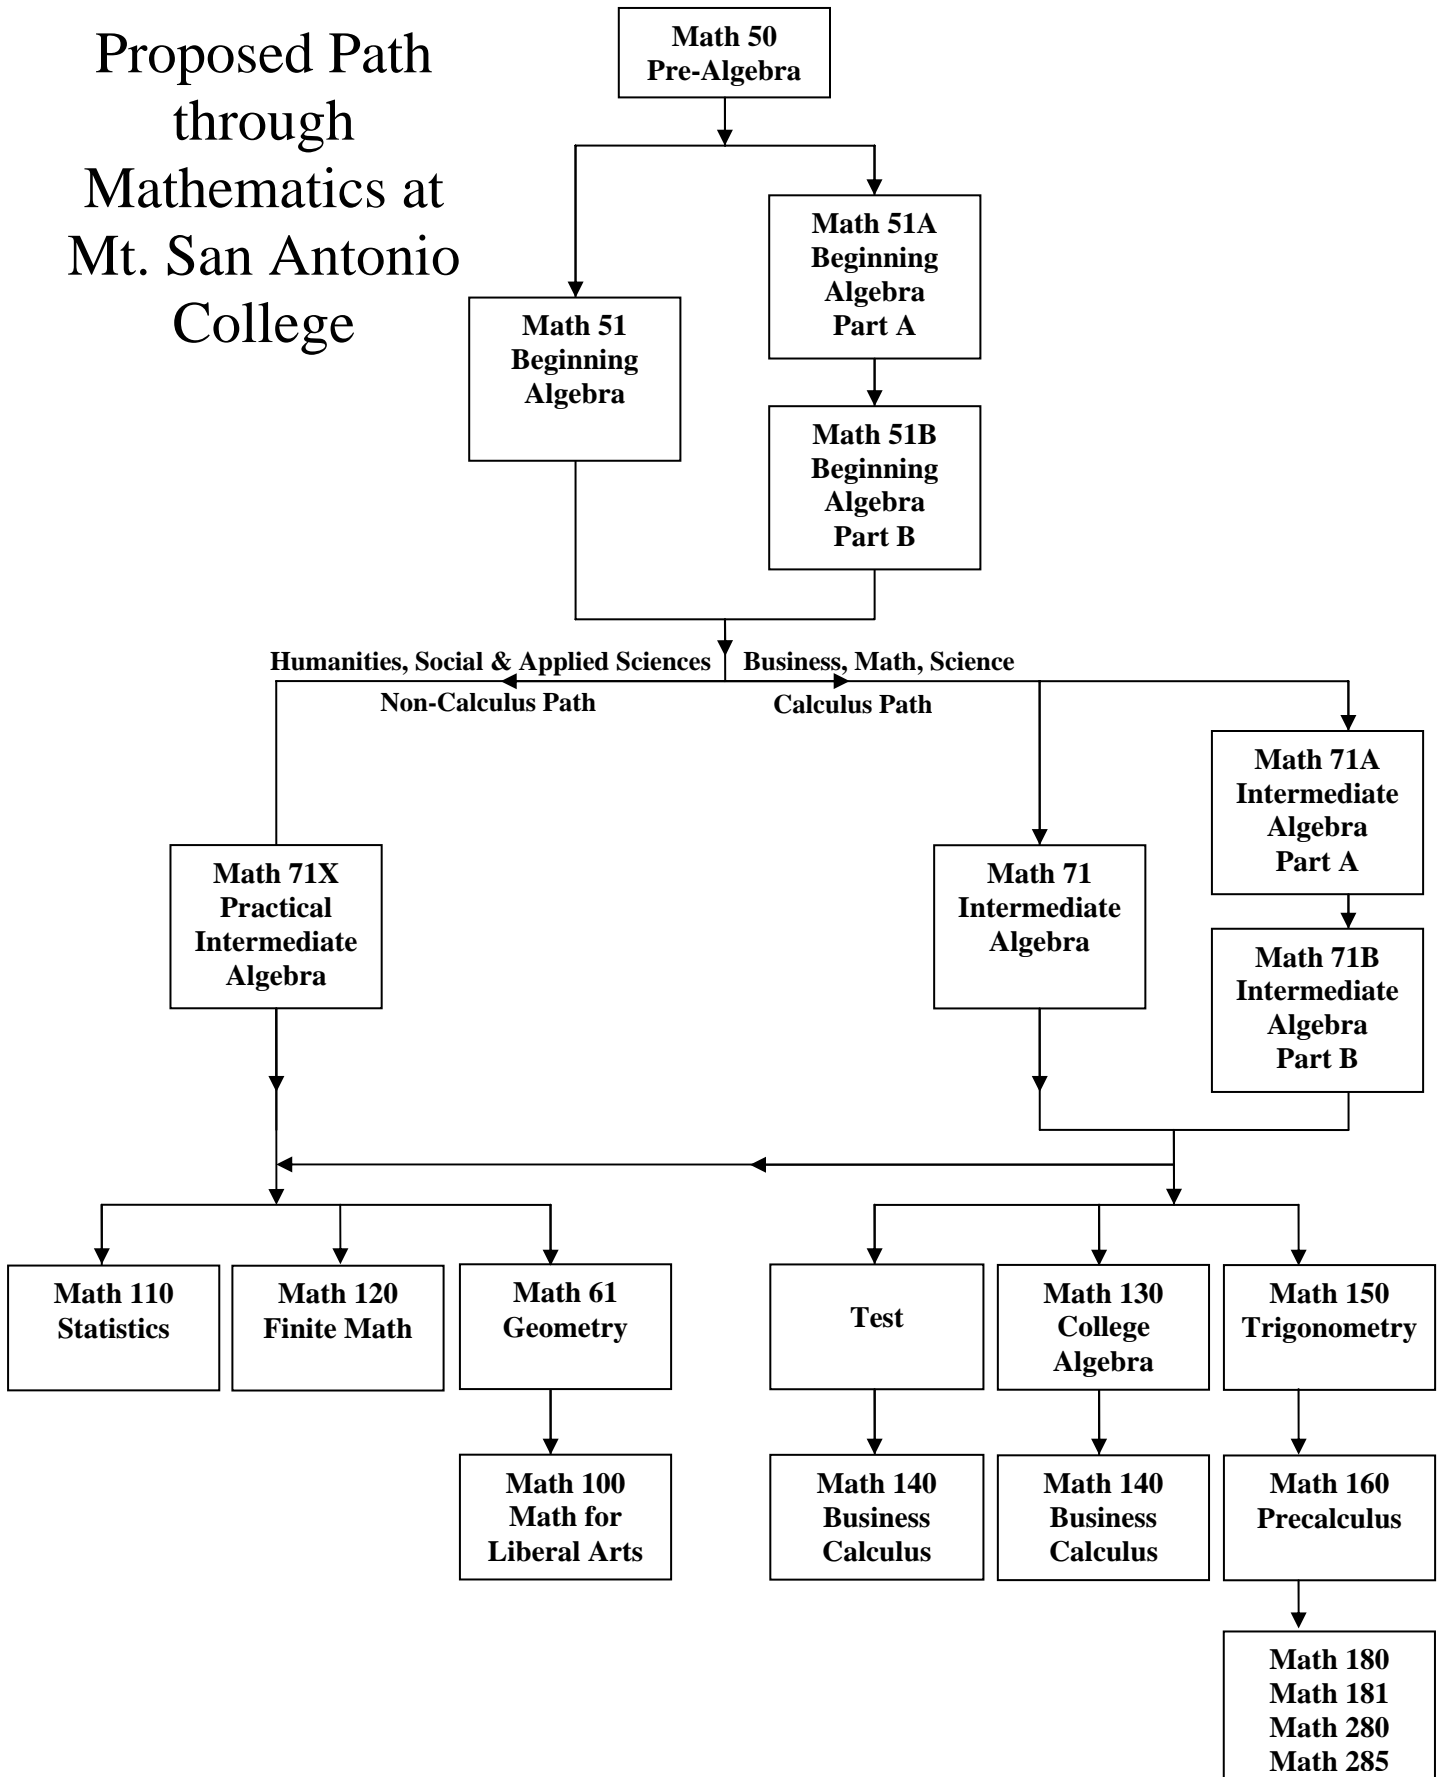 Proposed Path
through
Mathematics at
Mt. San Antonio
College
Math 50
Pre-Algebra
Math 51
Beginning
Algebra
Math 51A
Beginning
Algebra
Part A
Math 51B
Beginning
Algebra
Part B
Humanities, Social & Applied Sciences
Non-Calculus Path
Business, Math, Science
Calculus Path
Math 71X
Practical
Intermediate
Algebra
Math 71
Intermediate
Algebra
Math 71A
Intermediate
Algebra
Part A
Math 71B
Intermediate
Algebra
Part B
Math 110
Statistics
Math 120
Finite Math
Math 61
Geometry
Test
Math 130
College
Algebra
Math 150
Trigonometry
Math 100
Math for
Liberal Arts
Math 140
Business
Calculus
Math 140
Business
Calculus
Math 160
Precalculus
Math 180
Math 181
Math 280
Math 285